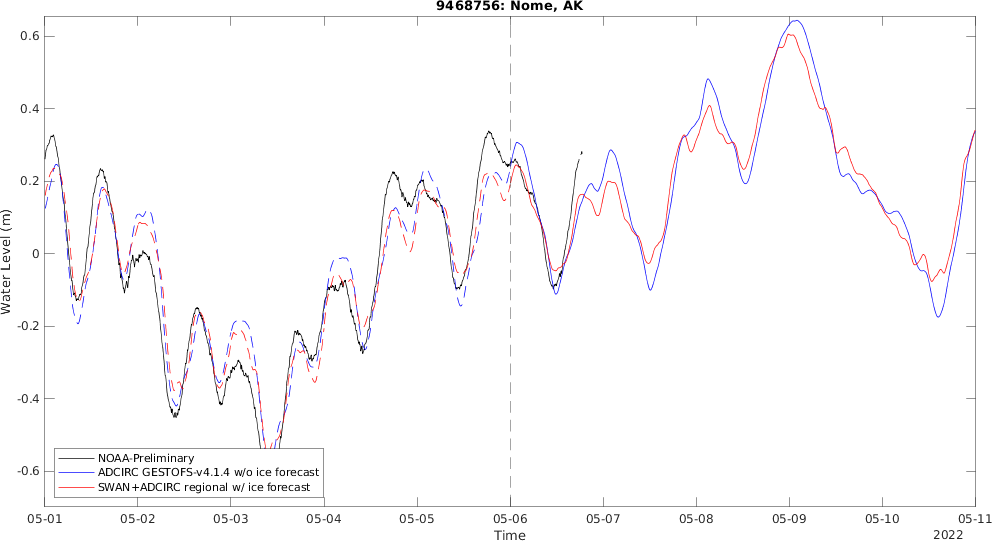 9468756: Nome, AK
Water Level (m)
0.6
0.4
0.2
0
-0.2
-0.4
-0.6
NOAA-Preliminary
ADCIRC GESTOFS-v4.1.4 w/o ice forecast
SWAN+ADCIRC regional w/ ice forecast
05-01 05-02 05-03 05-04 05-05 05-06 05-07 05-08 05-09 05-10 05-11
Time
2022